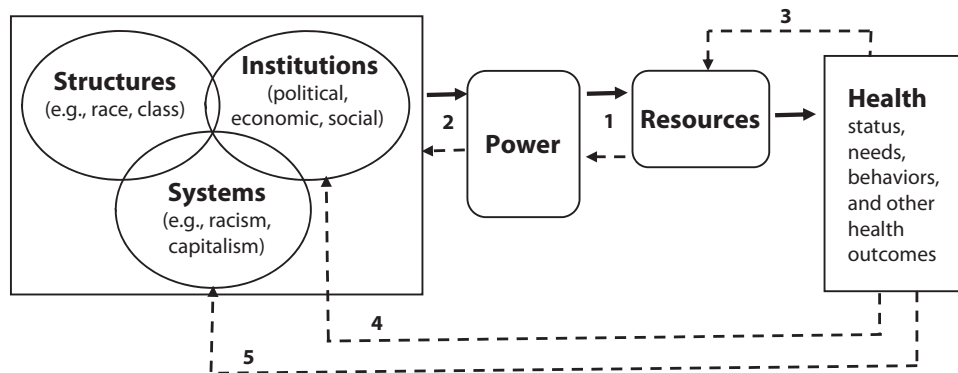 Structures
(e.g., race, class)
Institutions
(political,
economic, social)
Systems
(e.g., racism,
capitalism)
2
Power
1
Resources
3
Health
status,
needs,
behaviors,
and other
health
outcomes
4
5